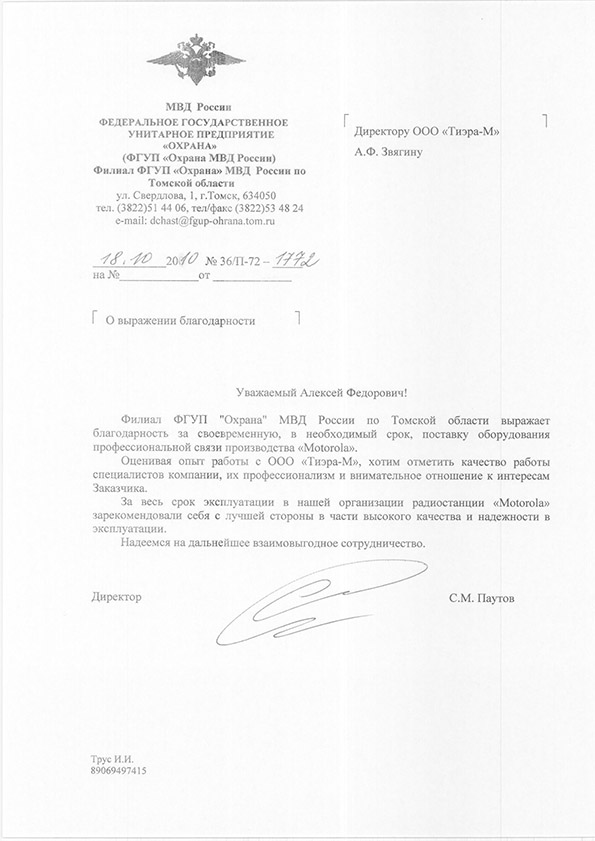 МВД России
ФЕДЕРАЛЬНОЕ ГОСУДАРСТВЕННОЕ
УНИТАРНОЕ ПРЕДПРИЯТИЕ
«ОХРАНА»
(ФГУП «Охрана МВД России)
Филиал ФГУП «Охрана» МВД России по
Томской области
ул. Свердлова, 1, г.Томск, 634050
тел. (3822)51 44 06, тел/факс (3822)53 48 24
e-mail: dchast@fgup-ohrana.tom.ru
18.10 2010 № 36/П-72 – 1772
на №____________от ____________
Директору ООО «Тиэра-М»
А.Ф. Звягину
О выражении благодарности
Уважаемый Алексей Федорович!
Филиал ФГУП "Охрана" МВД России по Томской области выражает
благодарность за своевременную, в необходимый срок, поставку оборудования
профессиональной связи производства «Motorola».
Оценивая опыт работы с ООО «Тиэра-М», хотим отметить качество работы
специалистов компании, их профессионализм и внимательное отношение к интересам
Заказчика.
За весь срок эксплуатации в нашей организации радиостанции «Motorola»
зарекомендовали себя с лучшей стороны в части высокого качества и надежности в
эксплуатации.
Надеемся на дальнейшее взаимовыгодное сотрудничество.
Директор С.М. Паутов
Трус И.И.
89069497415